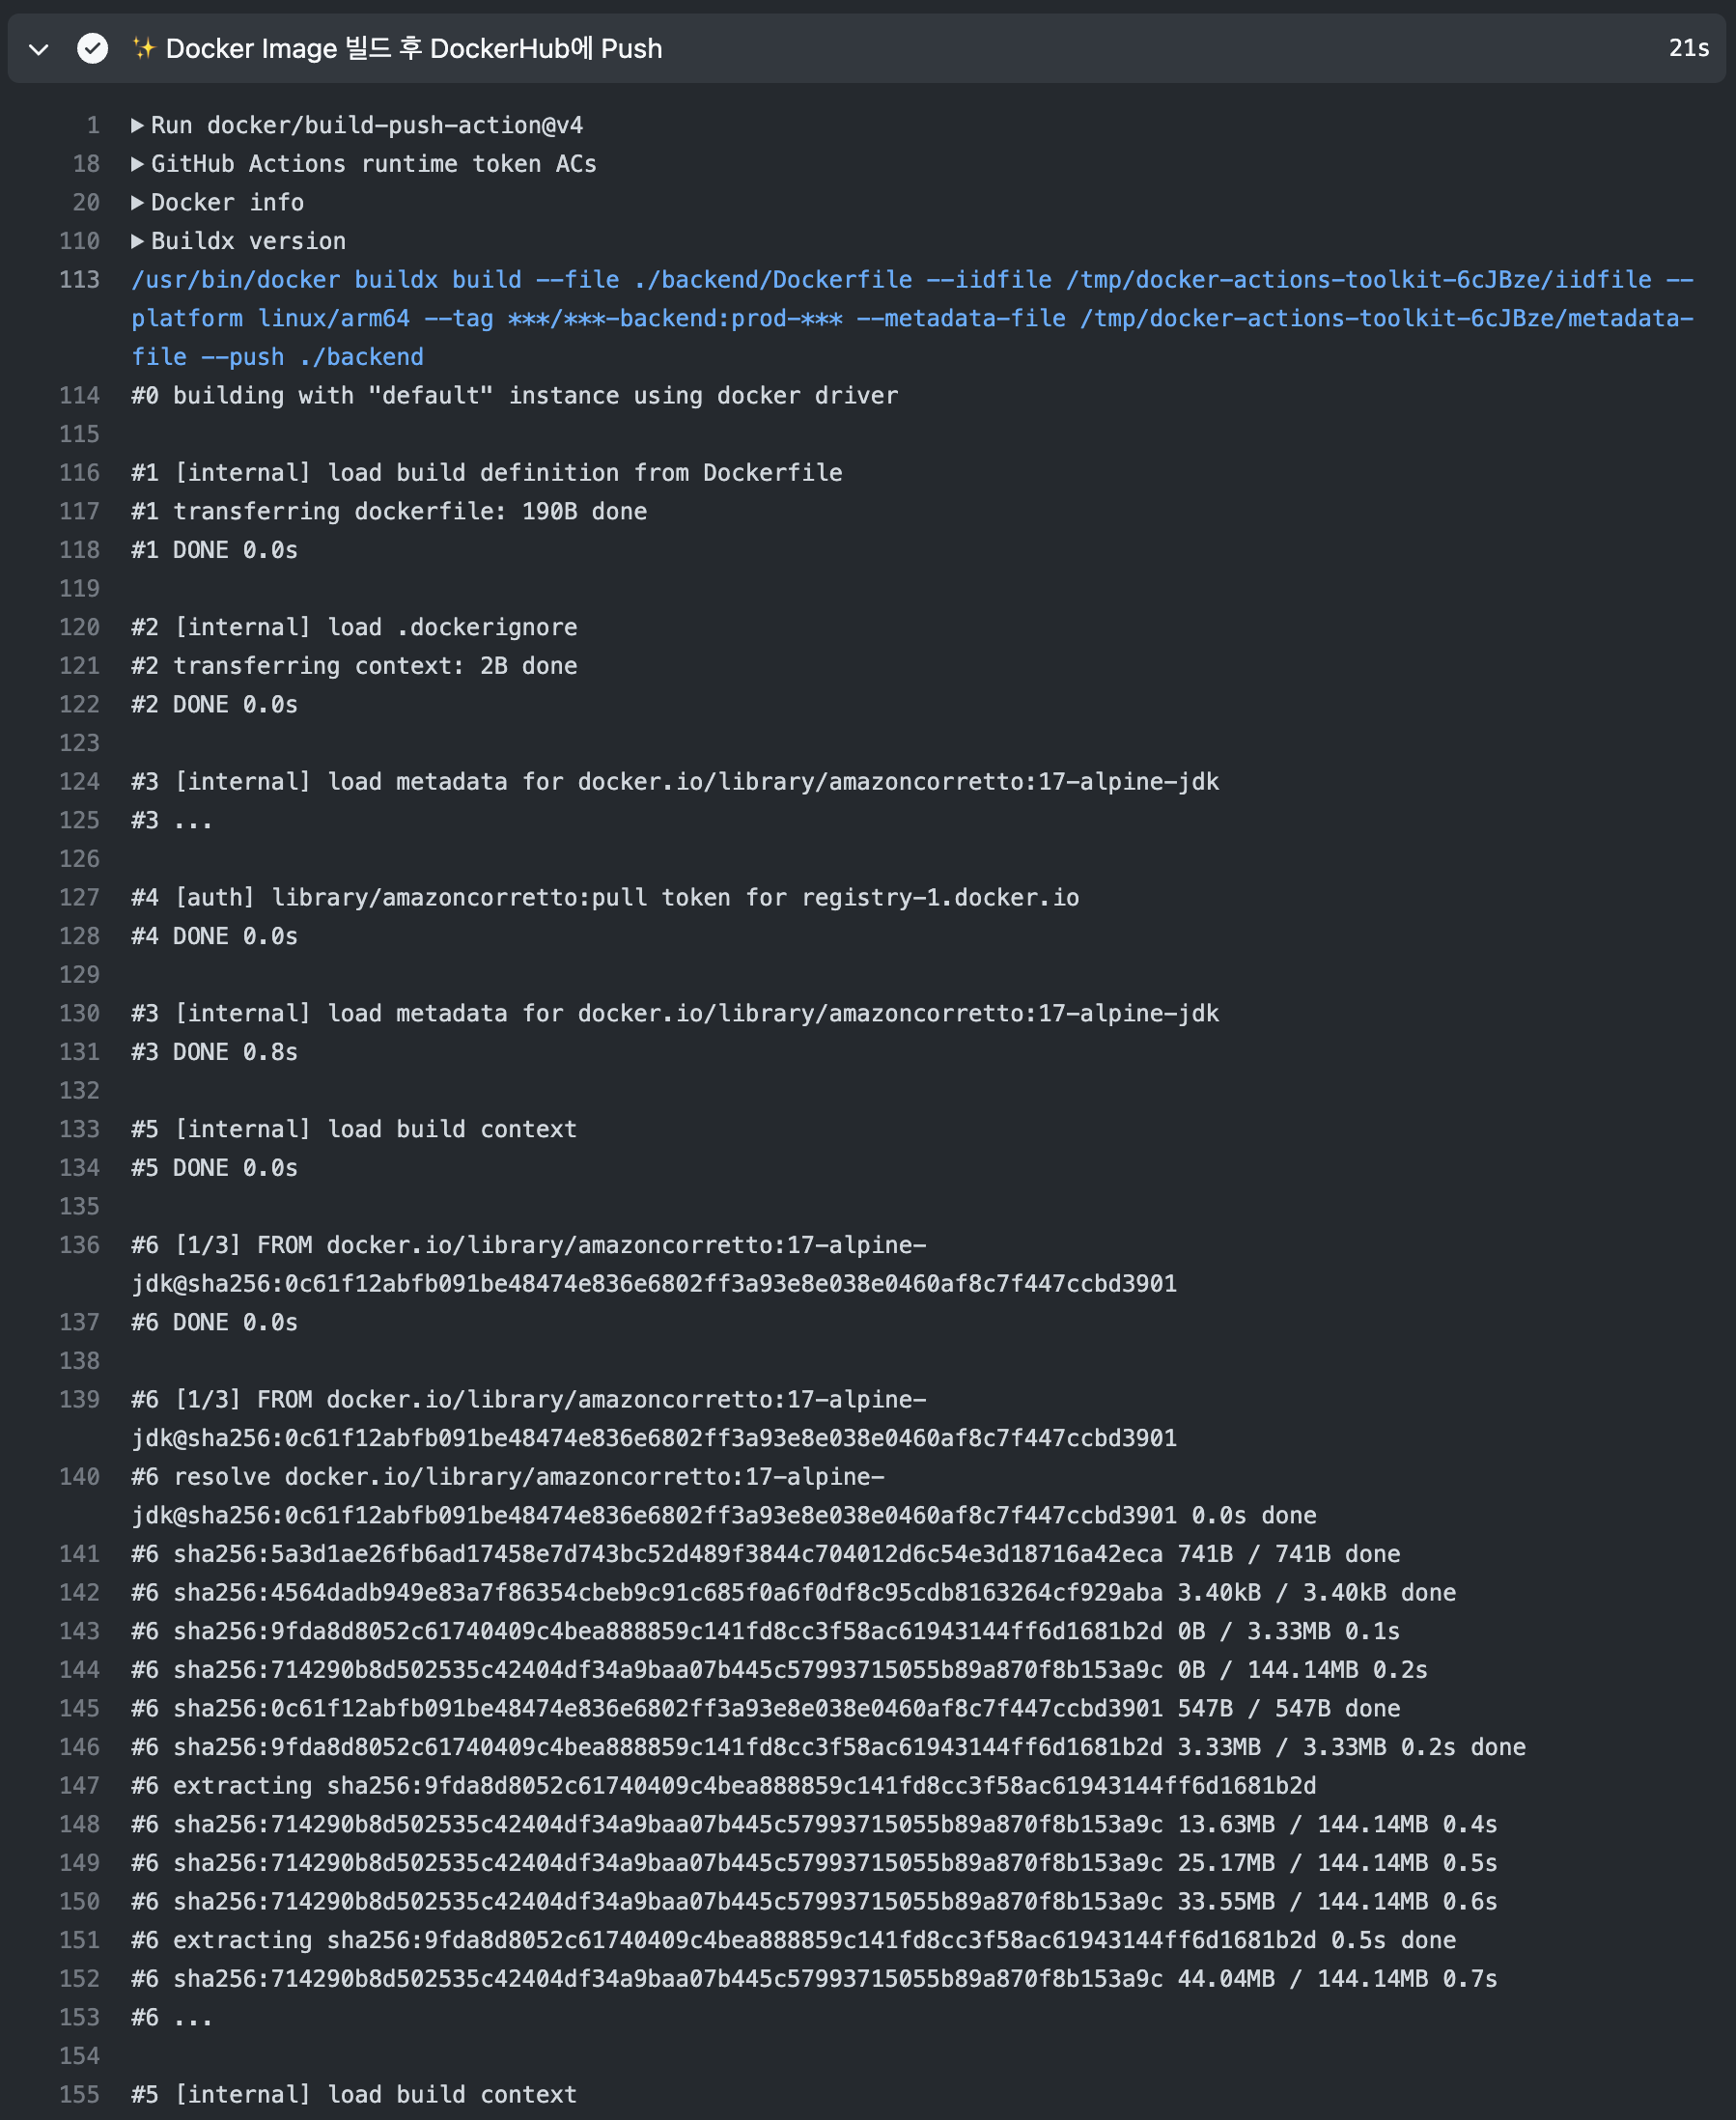 ✨ Docker Image 빌드 후 DockerHub에 Push 21s
1 ▶ Run docker/build-push-action@v4
18 ▶ GitHub Actions runtime token ACs
20 ▶ Docker info
110 ▶ Buildx version
113 /usr/bin/docker buildx build --file ./backend/Dockerfile --iidfile /tmp/docker-actions-toolkit-6cJBze/iidfile --
platform linux/arm64 --tag ***/***-backend:prod-*** --metadata-file /tmp/docker-actions-toolkit-6cJBze/metadata-
file --push ./backend
114 #0 building with "default" instance using docker driver
115
116 #1 [internal] load build definition from Dockerfile
117 #1 transferring dockerfile: 190B done
118 #1 DONE 0.0s
119
120 #2 [internal] load .dockerignore
121 #2 transferring context: 2B done
122 #2 DONE 0.0s
123
124 #3 [internal] load metadata for docker.io/library/amazoncorretto:17-alpine-jdk
125 #3 ...
126
127 #4 [auth] library/amazoncorretto:pull token for registry-1.docker.io
128 #4 DONE 0.0s
129
130 #3 [internal] load metadata for docker.io/library/amazoncorretto:17-alpine-jdk
131 #3 DONE 0.8s
132
133 #5 [internal] load build context
134 #5 DONE 0.0s
135
136 #6 [1/3] FROM docker.io/library/amazoncorretto:17-alpine-
jdk@sha256:0c61f12abfb091be48474e836e6802ff3a93e8e038e0460af8c7f447ccbd3901
137 #6 DONE 0.0s
138
139 #6 [1/3] FROM docker.io/library/amazoncorretto:17-alpine-
jdk@sha256:0c61f12abfb091be48474e836e6802ff3a93e8e038e0460af8c7f447ccbd3901
140 #6 resolve docker.io/library/amazoncorretto:17-alpine-
jdk@sha256:0c61f12abfb091be48474e836e6802ff3a93e8e038e0460af8c7f447ccbd3901 0.0s done
141 #6 sha256:5a3d1ae26fb6ad17458e7d743bc52d489f3844c704012d6c54e3d18716a42eca 741B / 741B done
142 #6 sha256:4564dadb949e83a7f86354cbeb9c91c685f0a6f0df8c95cdb8163264cf929aba 3.40kB / 3.40kB done
143 #6 sha256:9fda8d8052c61740409c4bea888859c141fd8cc3f58ac61943144ff6d1681b2d 0B / 3.33MB 0.1s
144 #6 sha256:714290b8d502535c42404df34a9baa07b445c57993715055b89a870f8b153a9c 0B / 144.14MB 0.2s
145 #6 sha256:0c61f12abfb091be48474e836e6802ff3a93e8e038e0460af8c7f447ccbd3901 547B / 547B done
146 #6 sha256:9fda8d8052c61740409c4bea888859c141fd8cc3f58ac61943144ff6d1681b2d 3.33MB / 3.33MB 0.2s done
147 #6 extracting sha256:9fda8d8052c61740409c4bea888859c141fd8cc3f58ac61943144ff6d1681b2d
148 #6 sha256:714290b8d502535c42404df34a9baa07b445c57993715055b89a870f8b153a9c 13.63MB / 144.14MB 0.4s
149 #6 sha256:714290b8d502535c42404df34a9baa07b445c57993715055b89a870f8b153a9c 25.17MB / 144.14MB 0.5s
150 #6 sha256:714290b8d502535c42404df34a9baa07b445c57993715055b89a870f8b153a9c 33.55MB / 144.14MB 0.6s
151 #6 extracting sha256:9fda8d8052c61740409c4bea888859c141fd8cc3f58ac61943144ff6d1681b2d 0.5s done
152 #6 sha256:714290b8d502535c42404df34a9baa07b445c57993715055b89a870f8b153a9c 44.04MB / 144.14MB 0.7s
153 #6 ...
154
155 #5 [internal] load build context